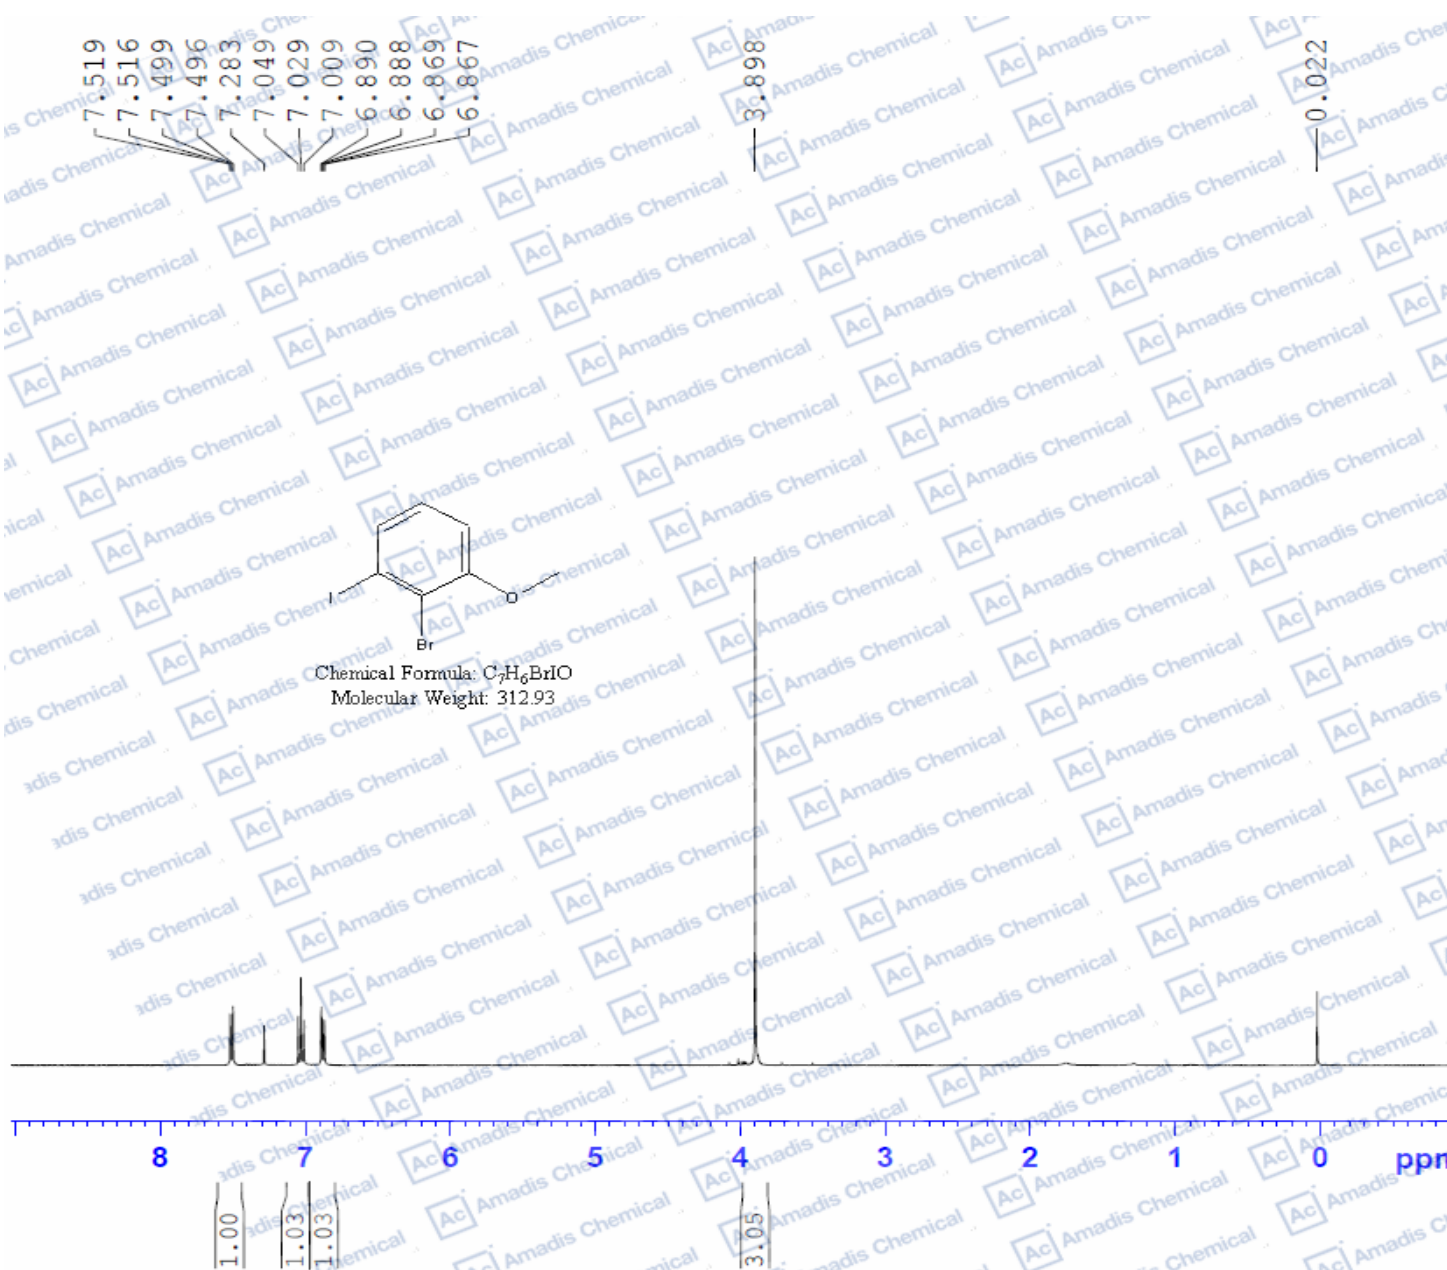 7.519
7.516
7.499
7.496
7.283
7.049
7.029
7.009
6.890
6.888
6.869
6.867
3.898
0.022
I
Br
O
Chemical Formula: C₇H₆BrIO
Molecular Weight: 312.93
8 7 6 5 4 3 2 1 0 ppm
1.00
1.03
1.03
3.05
Ac Amadis Chemical